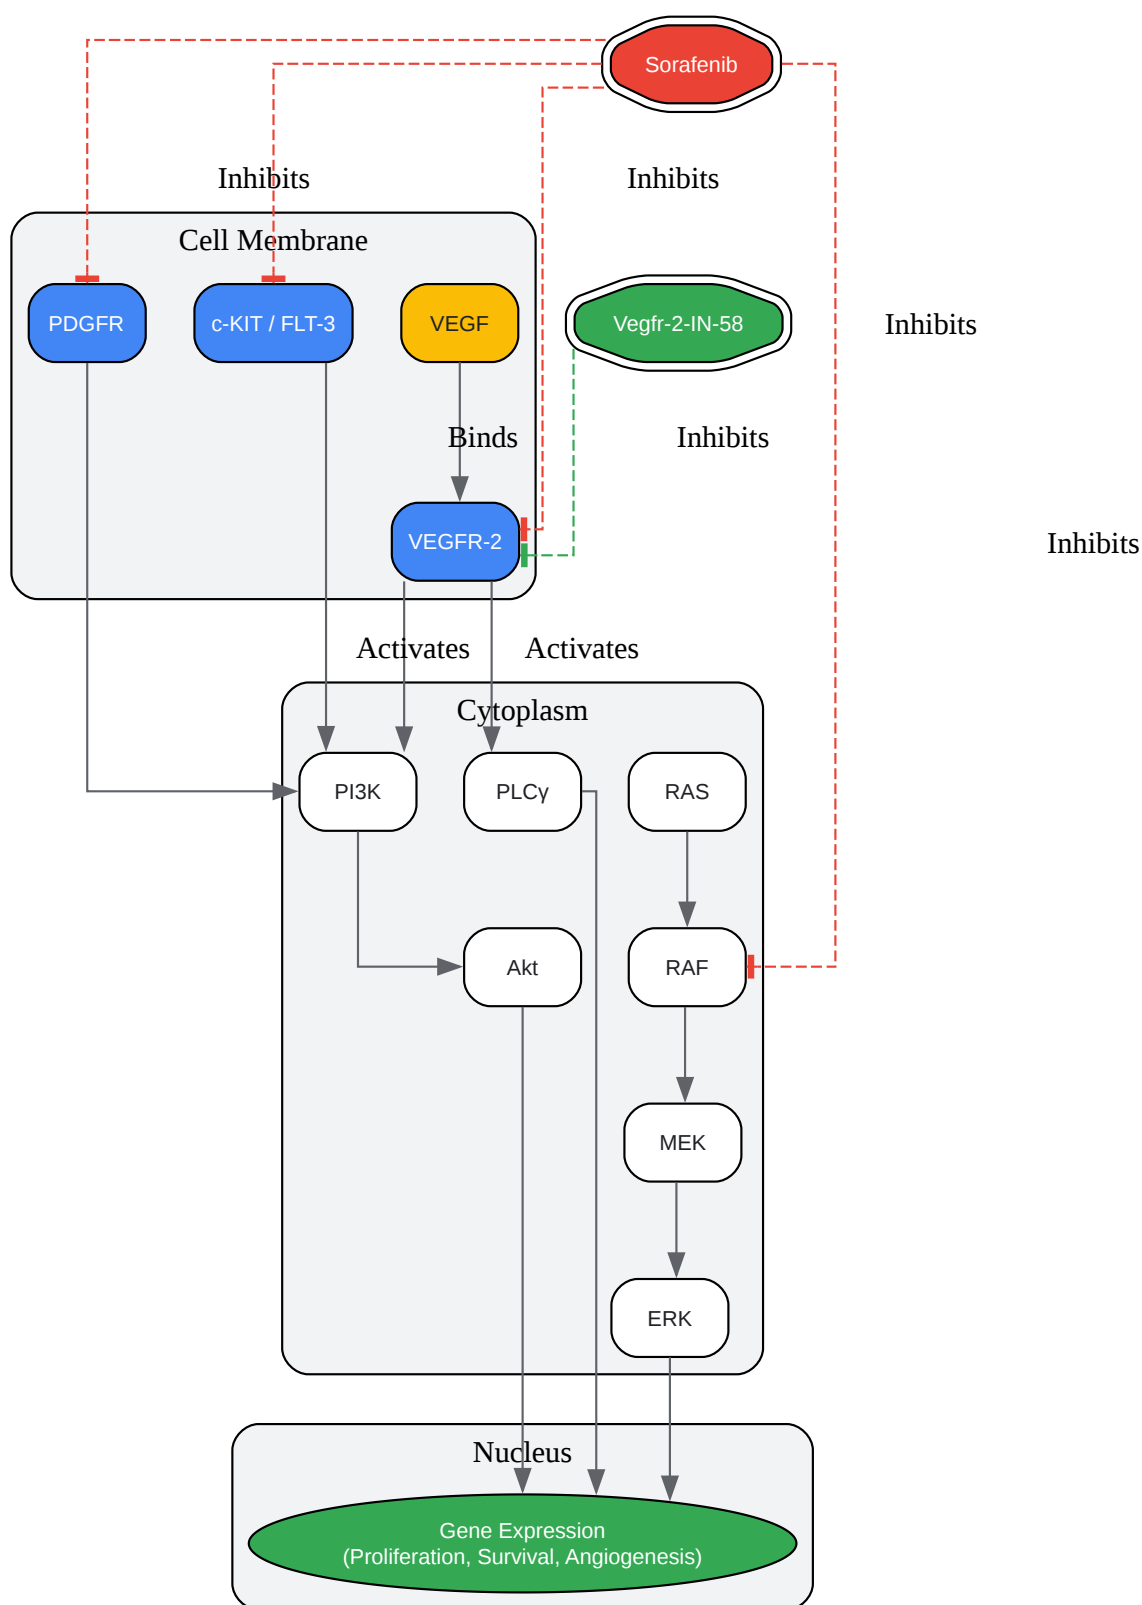 Sorafenib
Inhibits
Inhibits
Cell Membrane
PDGFR
c-KIT / FLT-3
VEGF
Vegfr-2-IN-58
Inhibits
Binds
Inhibits
VEGFR-2
Inhibits
Activates
Activates
Cytoplasm
PI3K
PLCγ
RAS
Akt
RAF
MEK
ERK
Nucleus
Gene Expression
(Proliferation, Survival, Angiogenesis)